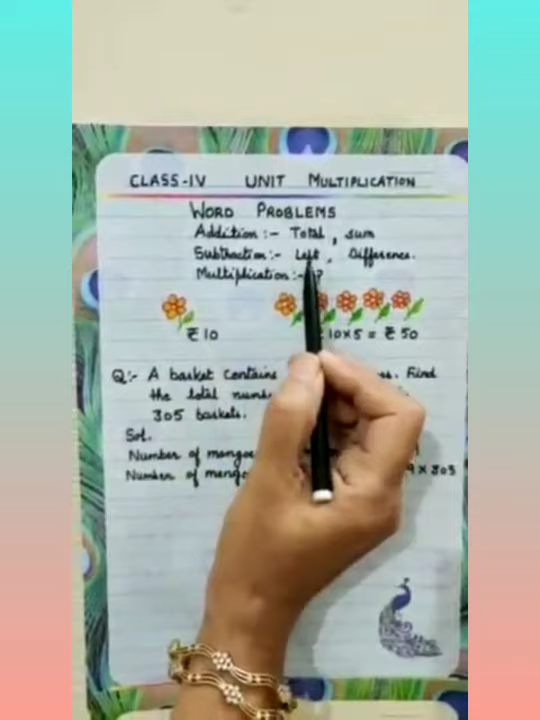 CLASS-IV UNIT MULTIPLICATION
WORD PROBLEMS
Addition :- Total, sum
Subtraction :- Left, Difference.
Multiplication :- ?
₹ 10
10×5 = ₹ 50
Q:- A basket contains Find
the total
305 baskets.
Sol.
Number of
Number of 9 × 305